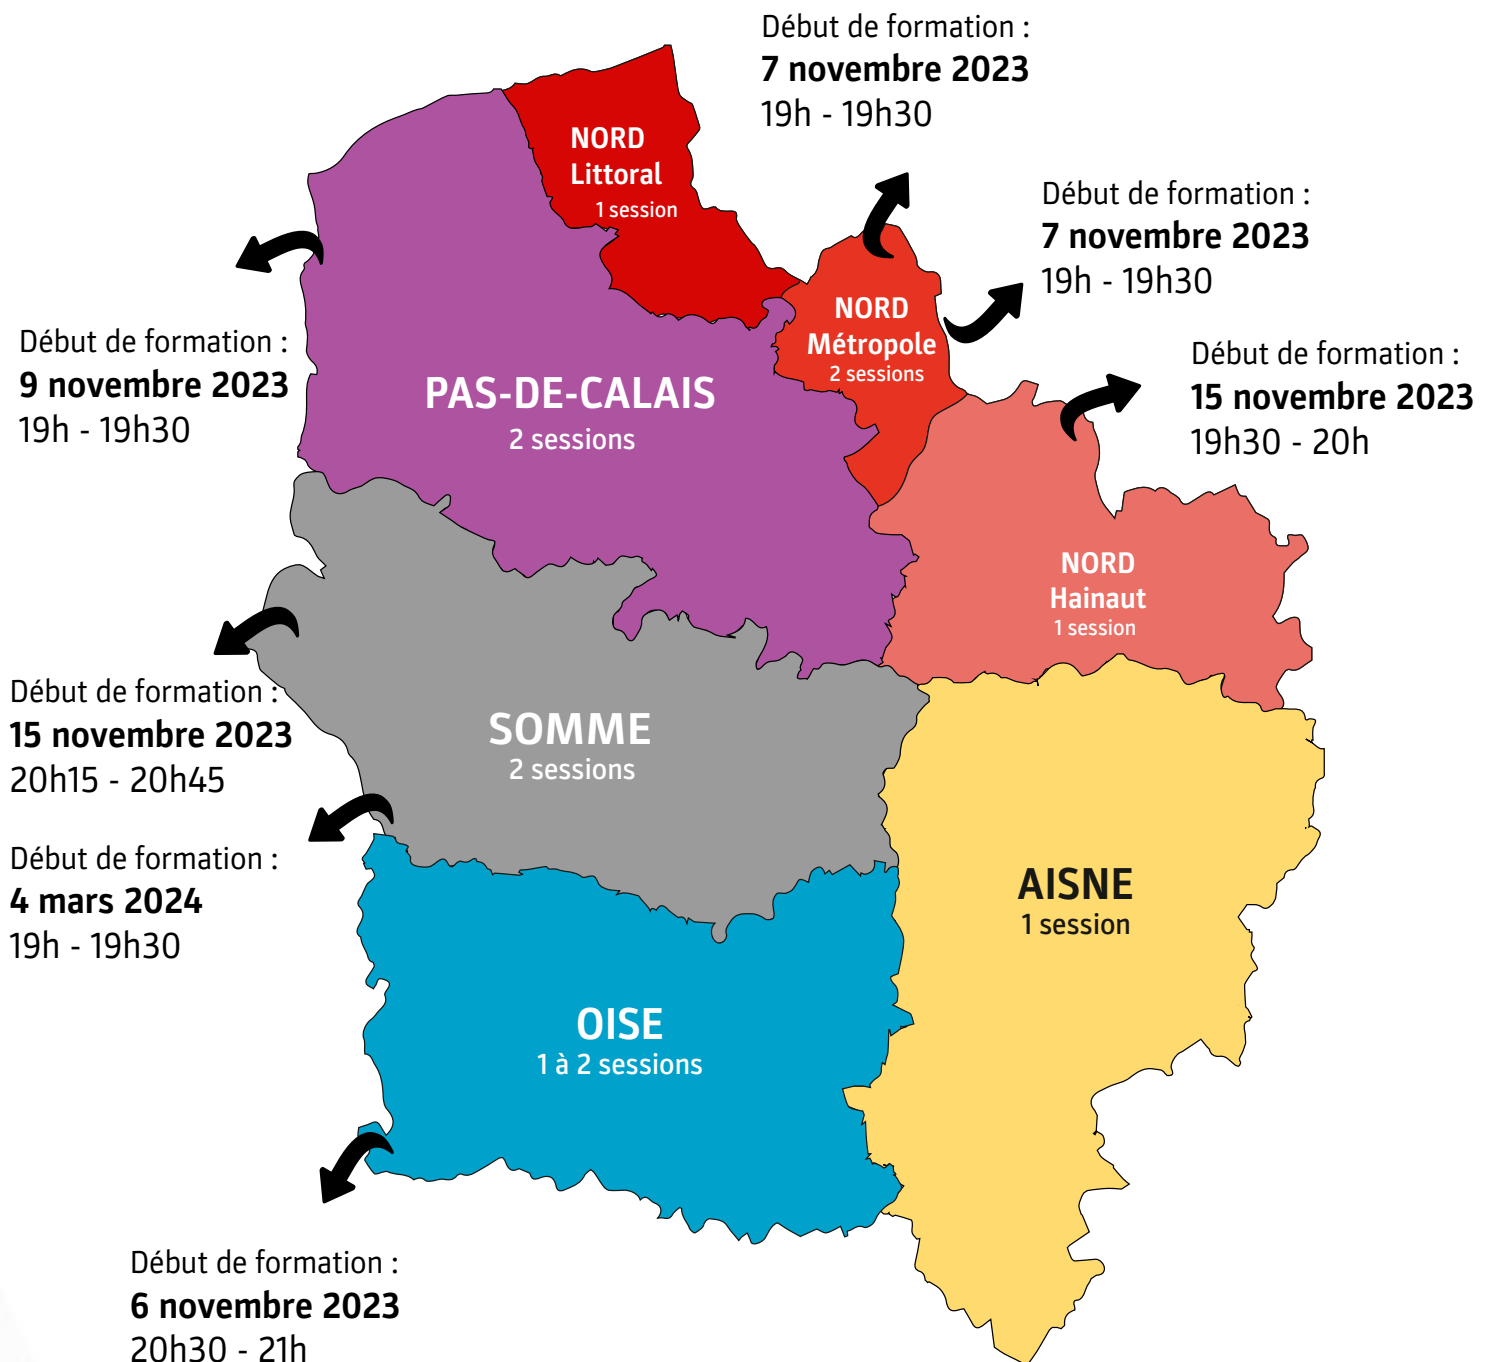 Début de formation :
7 novembre 2023
19h - 19h30
NORD
Littoral
1 session
Début de formation :
7 novembre 2023
19h - 19h30
NORD
Métropole
2 sessions
Début de formation :
9 novembre 2023
19h - 19h30
PAS-DE-CALAIS
2 sessions
Début de formation :
15 novembre 2023
19h30 - 20h
NORD
Hainaut
1 session
Début de formation :
15 novembre 2023
20h15 - 20h45
SOMME
2 sessions
Début de formation :
4 mars 2024
19h - 19h30
AISNE
1 session
OISE
1 à 2 sessions
Début de formation :
6 novembre 2023
20h30 - 21h